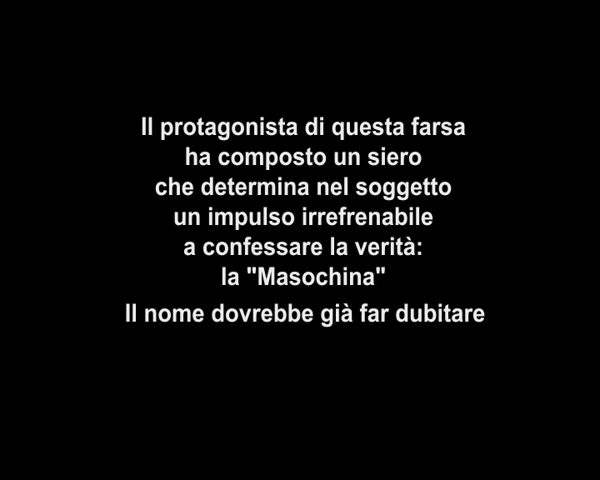 Il protagonista di questa farsa
ha composto un siero
che determina nel soggetto
un impulso irrefrenabile
a confessare la verità:
la "Masochina"
Il nome dovrebbe già far dubitare